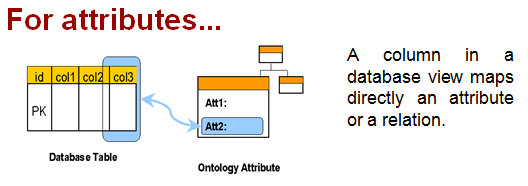 For attributes...
id col1 col2 col3
PK
Database Table
Att1:
Att2:
Ontology Attribute
A column in a
database view maps
directly an attribute
or a relation.